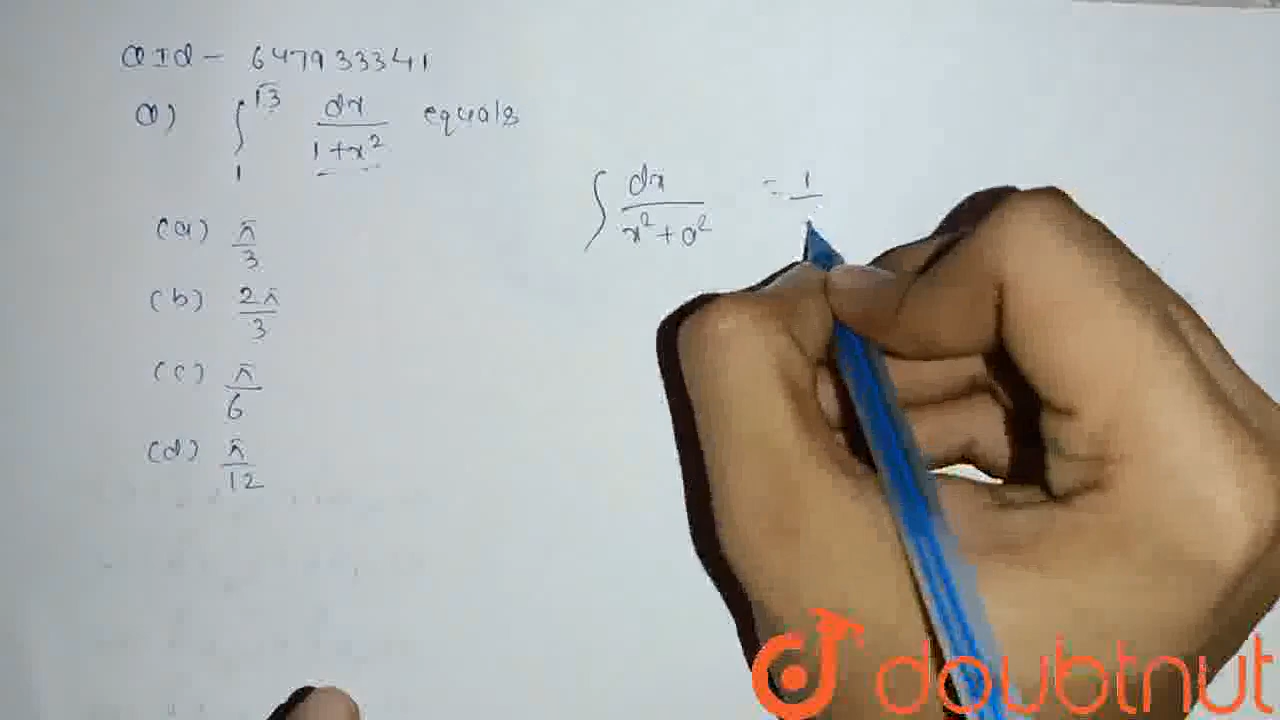 QId - 647933341
Q) ∫₁^√3 dx/(1+x²) equals
∫ dx/(x²+a²) = 1/
(a) π/3
(b) 2π/3
(c) π/6
(d) π/12
doubtnut